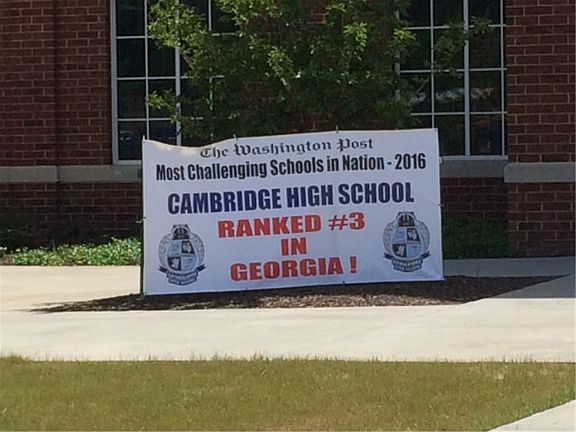 The Washington Post
Most Challenging Schools in Nation - 2016
CAMBRIDGE HIGH SCHOOL
RANKED #3
IN
GEORGIA !